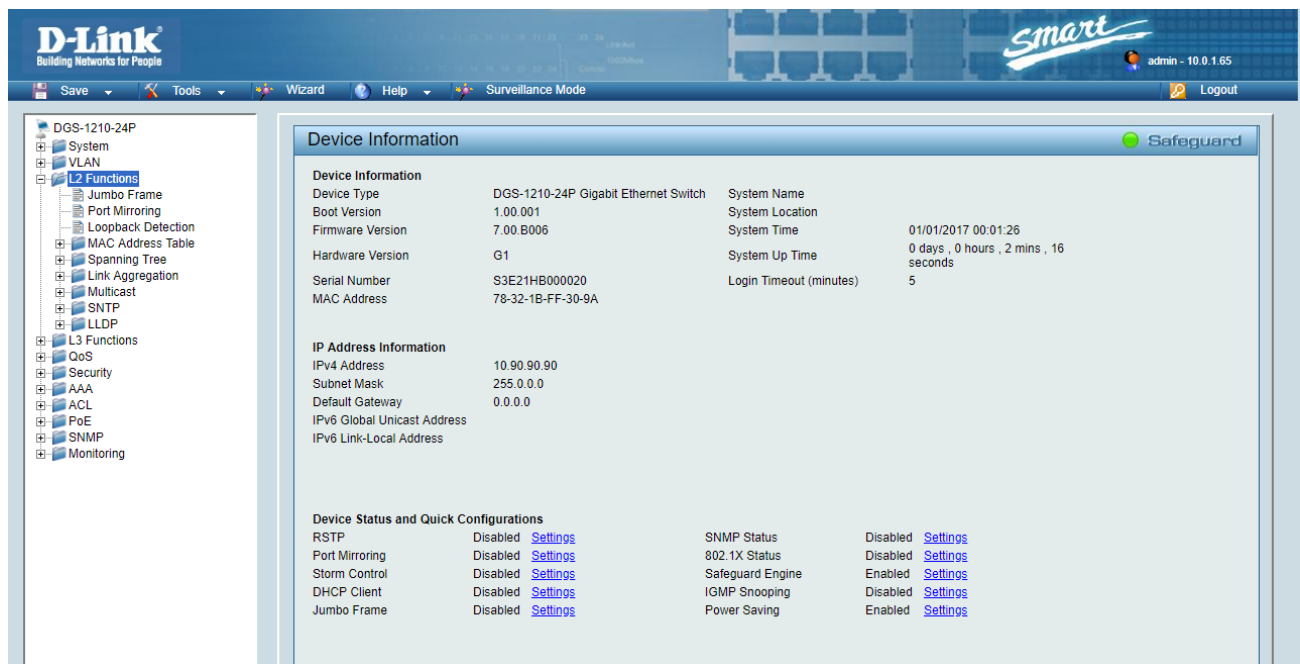 D-Link
Building Networks for People
smart
admin - 10.0.1.65
Save Tools Wizard Help Surveillance Mode Logout
DGS-1210-24P
System
VLAN
L2 Functions
Jumbo Frame
Port Mirroring
Loopback Detection
MAC Address Table
Spanning Tree
Link Aggregation
Multicast
SNTP
LLDP
L3 Functions
QoS
Security
AAA
ACL
PoE
SNMP
Monitoring
Device Information Safeguard
Device Information
Device Type DGS-1210-24P Gigabit Ethernet Switch System Name
Boot Version 1.00.001 System Location
Firmware Version 7.00.B006 System Time 01/01/2017 00:01:26
Hardware Version G1 System Up Time 0 days , 0 hours , 2 mins , 16 seconds
Serial Number S3E21HB000020 Login Timeout (minutes) 5
MAC Address 78-32-1B-FF-30-9A
IP Address Information
IPv4 Address 10.90.90.90
Subnet Mask 255.0.0.0
Default Gateway 0.0.0.0
IPv6 Global Unicast Address
IPv6 Link-Local Address
Device Status and Quick Configurations
RSTP Disabled Settings SNMP Status Disabled Settings
Port Mirroring Disabled Settings 802.1X Status Disabled Settings
Storm Control Disabled Settings Safeguard Engine Enabled Settings
DHCP Client Disabled Settings IGMP Snooping Disabled Settings
Jumbo Frame Disabled Settings Power Saving Enabled Settings